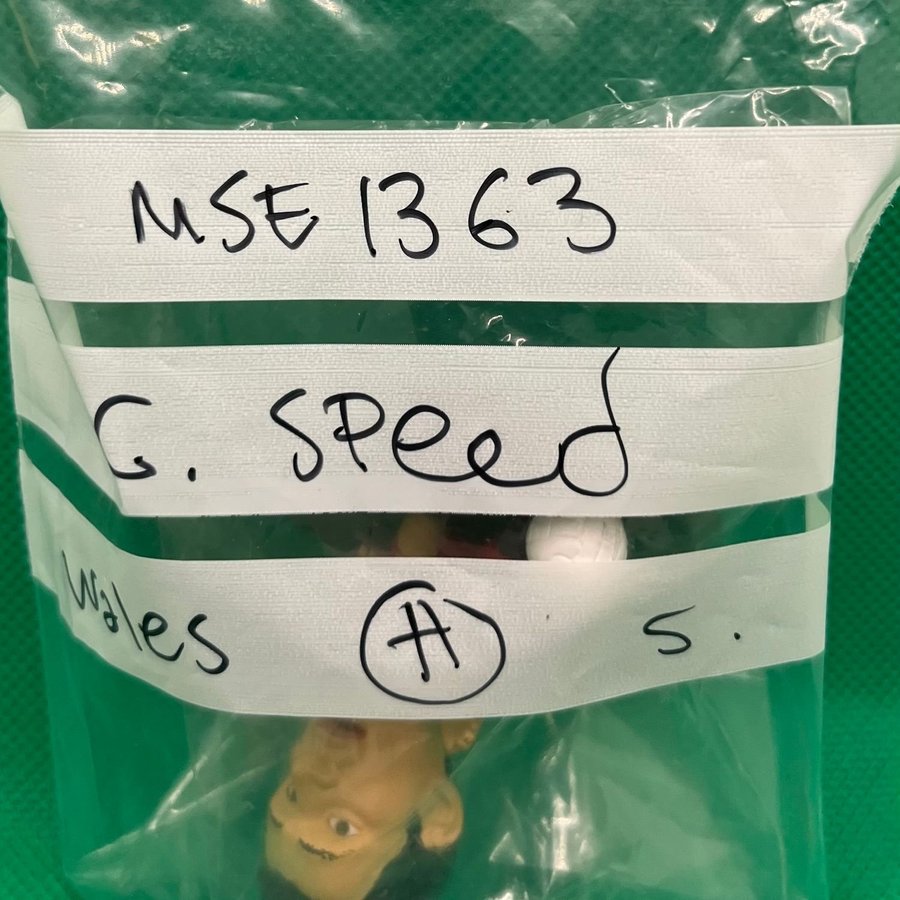 MSE 1363
G. Speed
Wales H S.